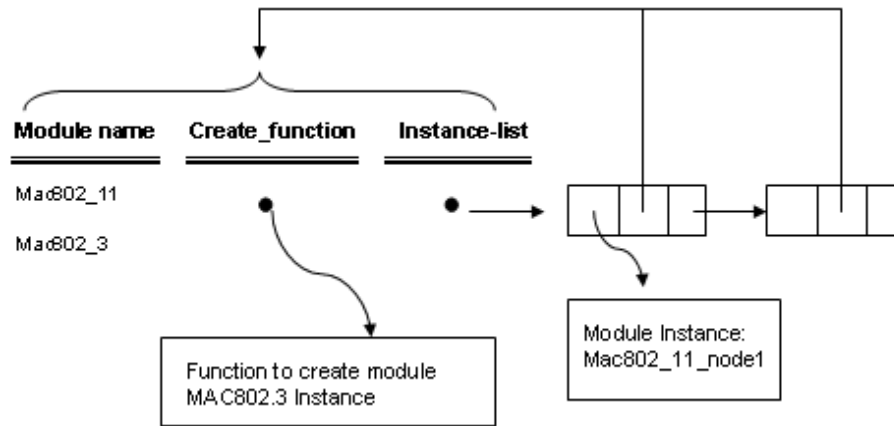 Module name Create_function Instance-list
Mac802_11
Mac802_3
Function to create module
MAC802.3 Instance
Module Instance:
Mac802_11_node1